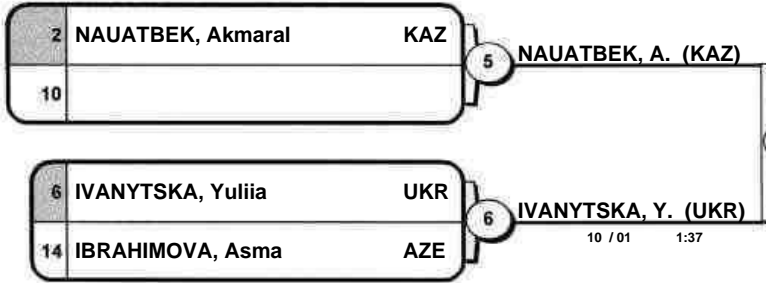 2 NAUATBEK, Akmaral KAZ
5 NAUATBEK, A. (KAZ)
10
6 IVANYTSKA, Yuliia UKR
6 IVANYTSKA, Y. (UKR)
10 / 01 1:37
14 IBRAHIMOVA, Asma AZE